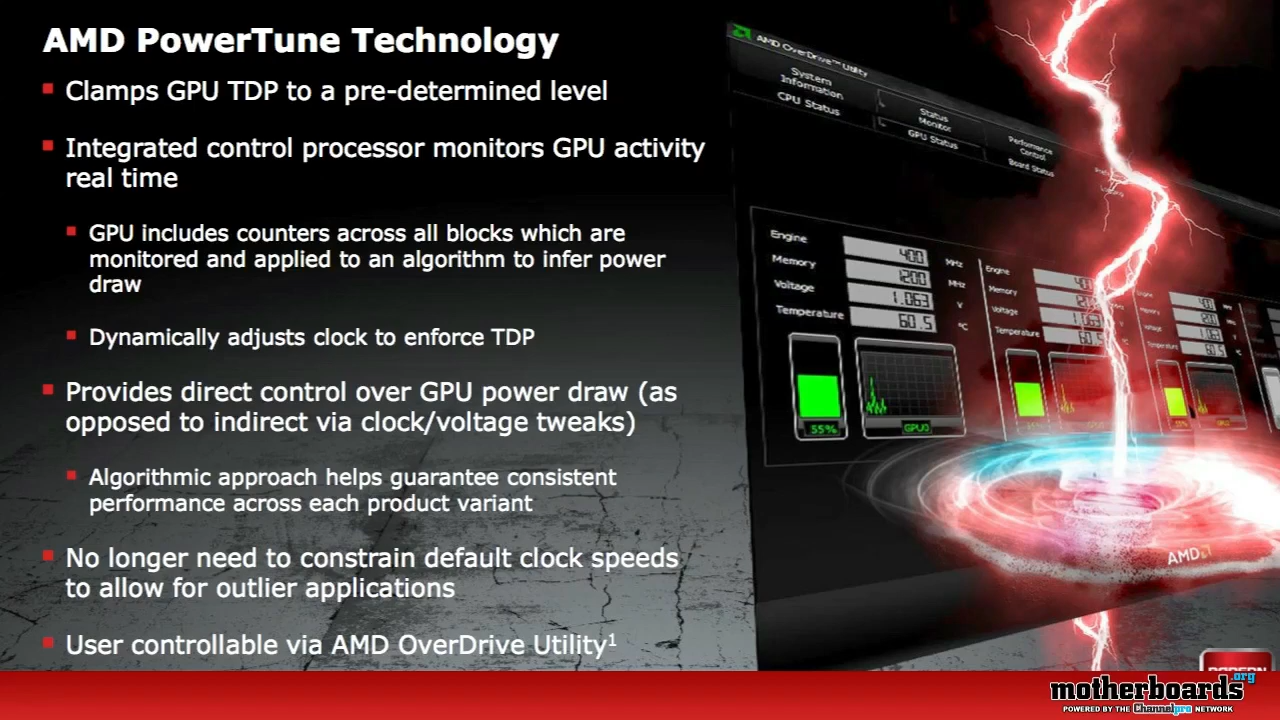 AMD PowerTune Technology
Clamps GPU TDP to a pre-determined level
Integrated control processor monitors GPU activity
real time
GPU includes counters across all blocks which are
monitored and applied to an algorithm to infer power
draw
Dynamically adjusts clock to enforce TDP
Provides direct control over GPU power draw (as
opposed to indirect via clock/voltage tweaks)
Algorithmic approach helps guarantee consistent
performance across each product variant
No longer need to constrain default clock speeds
to allow for outlier applications
User controllable via AMD OverDrive Utility¹
AMD OverDrive™ Utility
System
Information
CPU Status
Status
Monitor
GPU Status
Performance
Control
Board Status
Engine 400 MHz
Memory 1200 MHz
Voltage 1.063 V
Temperature 60.5 °C
55%
GPU0
Engine
Memory
Voltage
Temperature
AMD
motherboards.org
POWERED BY THE Channelpro NETWORK